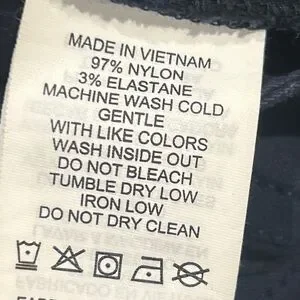 MADE IN VIETNAM
97% NYLON
3% ELASTANE
MACHINE WASH COLD
GENTLE
WITH LIKE COLORS
WASH INSIDE OUT
DO NOT BLEACH
TUMBLE DRY LOW
IRON LOW
DO NOT DRY CLEAN